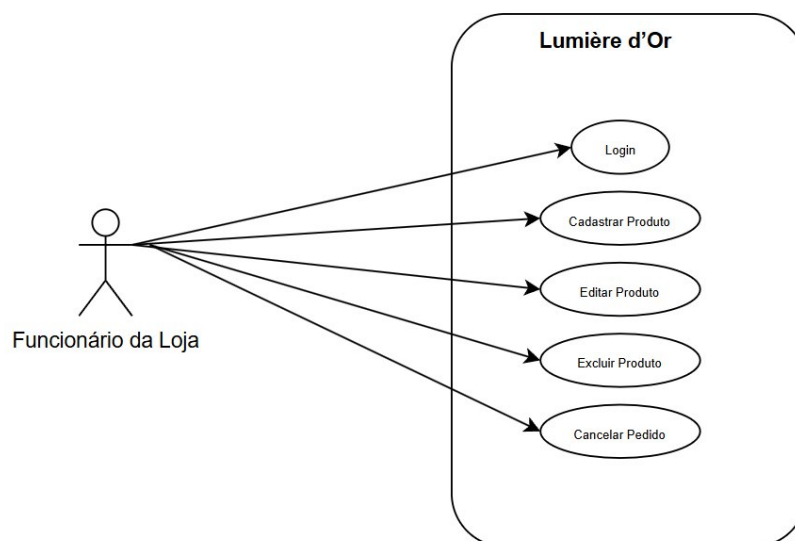 Lumière d’Or
Login
Cadastrar Produto
Editar Produto
Excluir Produto
Cancelar Pedido
Funcionário da Loja